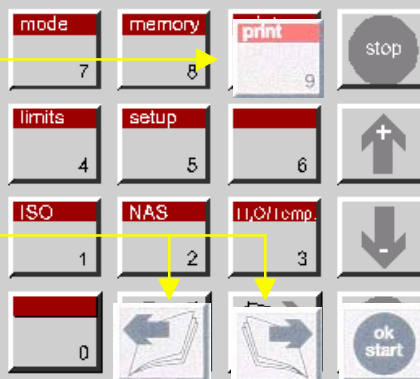 mode
7
memory
8
print
9
stop
limits
4
setup
5
6
+
ISO
1
NAS
2
H₂O/Temp.
3
-
0
ok
start